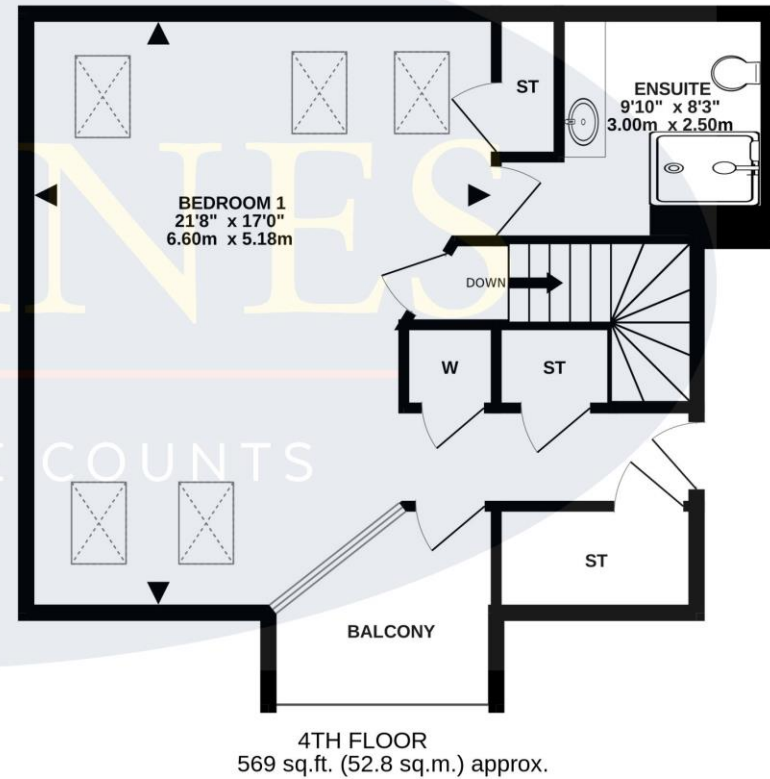 ST
ENSUITE
9'10" x 8'3"
3.00m x 2.50m
BEDROOM 1
21'8" x 17'0"
6.60m x 5.18m
DOWN
W
ST
COUNTS
ST
BALCONY
4TH FLOOR
569 sq.ft. (52.8 sq.m.) approx.